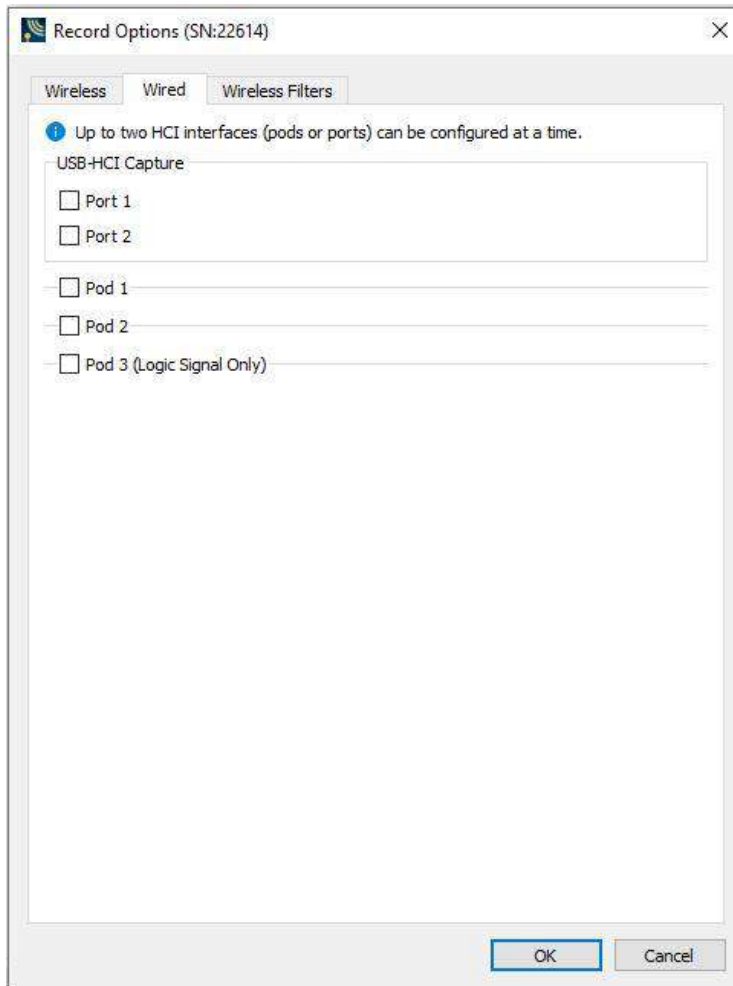 Record Options (SN:22614)
Wireless Wired Wireless Filters
Up to two HCI interfaces (pods or ports) can be configured at a time.
USB-HCI Capture
Port 1
Port 2
Pod 1
Pod 2
Pod 3 (Logic Signal Only)
OK Cancel